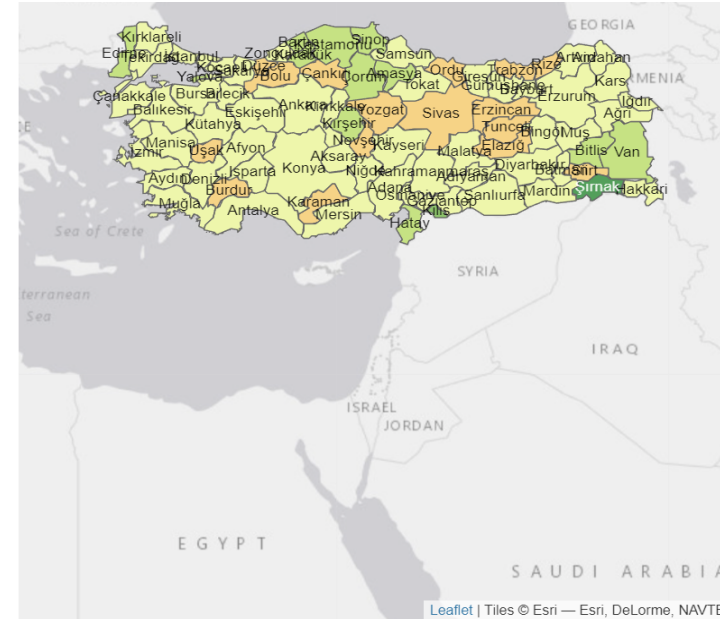 GEORGIA
Kırklareli
Edirne
Tekirdağ
İstanbul
Yalova
Kocaeli
Sakarya
Düzce
Bolu
Zonguldak
Bartın
Karabük
Kastamonu
Sinop
Samsun
Çankırı
Çorum
Amasya
Tokat
Ordu
Giresun
Trabzon
Gümüşhane
Bayburt
Rize
Artvin
Ardahan
Kars
ARMENIA
Iğdır
Ağrı
Erzurum
Çanakkale
Balıkesir
Bursa
Bilecik
Eskişehir
Kütahya
Ankara
Kırıkkale
Kırşehir
Yozgat
Sivas
Erzincan
Tunceli
Bingöl
Muş
Manisa
İzmir
Uşak
Afyon
Nevşehir
Kayseri
Aksaray
Malatya
Elazığ
Bitlis
Van
Aydın
Denizli
Isparta
Burdur
Konya
Niğde
Kahramanmaraş
Adıyaman
Diyarbakır
Batman
Siirt
Şırnak
Hakkari
Muğla
Antalya
Karaman
Mersin
Adana
Osmaniye
Gaziantep
Kilis
Şanlıurfa
Mardin
Hatay
Sea of Crete
SYRIA
terranean
Sea
IRAQ
ISRAEL
JORDAN
EGYPT
SAUDI ARABIA
Leaflet | Tiles © Esri — Esri, DeLorme, NAVTE